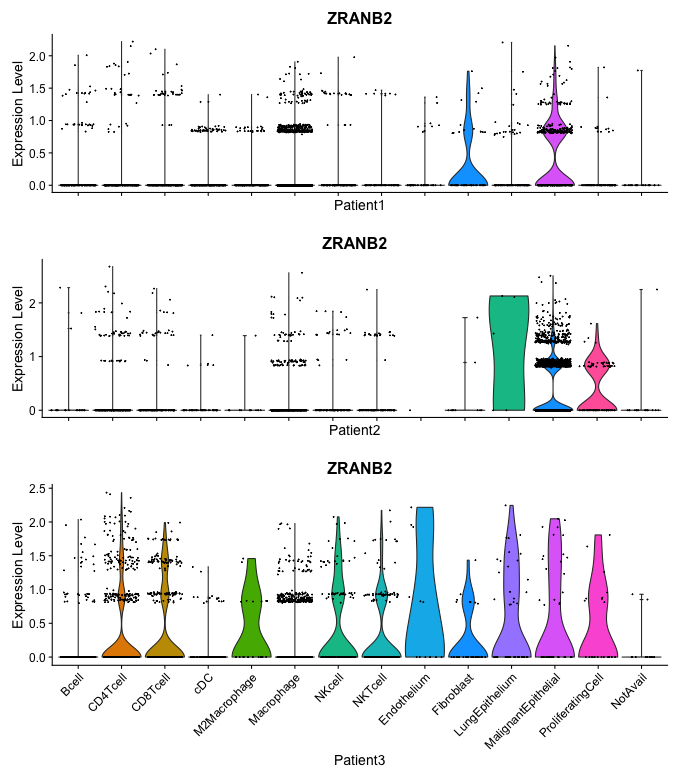 ZRANB2
Expression Level
2.0
1.5
1.0
0.5
0.0
Patient1
ZRANB2
Expression Level
2
1
0
Patient2
ZRANB2
Expression Level
2.5
2.0
1.5
1.0
0.5
0.0
Bcell
CD4Tcell
CD8Tcell
cDC
M2Macrophage
Macrophage
NKcell
NKTcell
Endothelium
Fibroblast
LungEpithelium
MalignantEpithelial
ProliferatingCell
NotAvail
Patient3